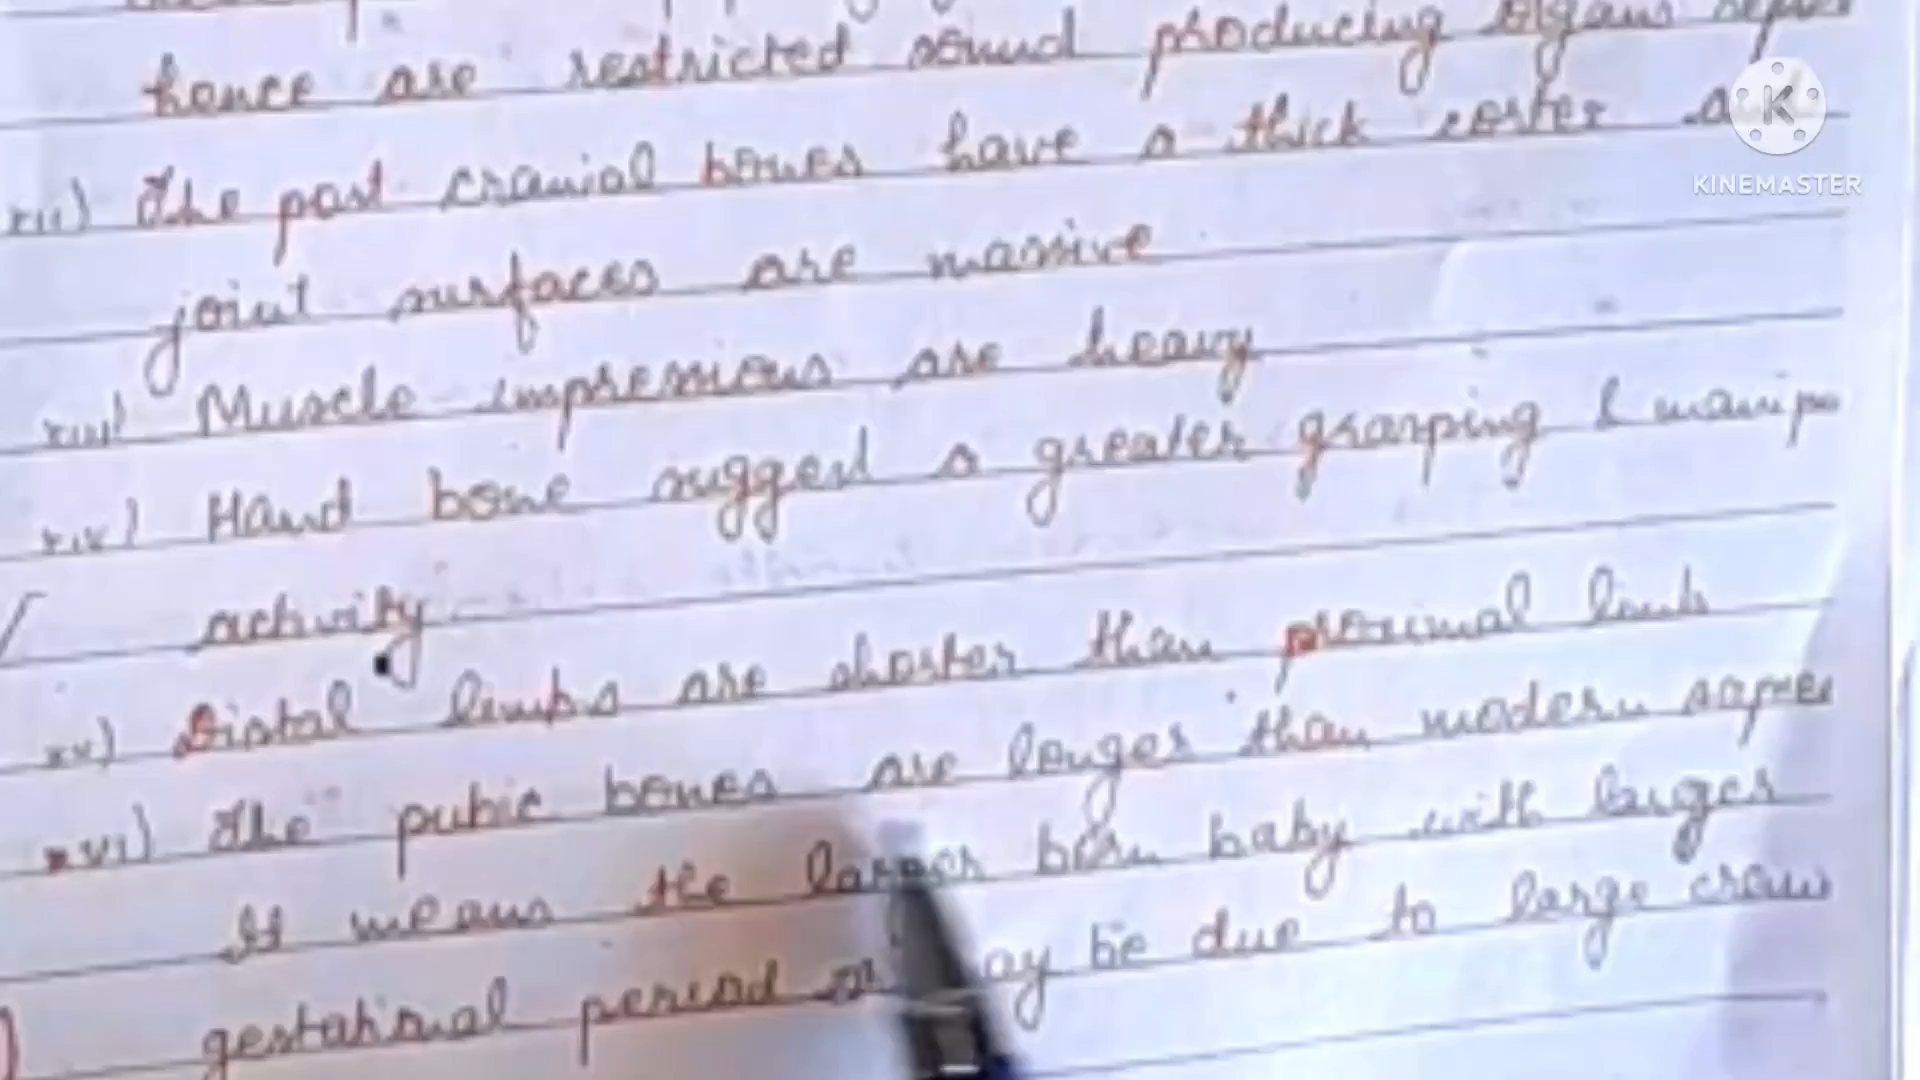 hence are restricted sound producing organs
xii) The post cranial bones have a thick cortex and
joint surfaces are massive
xiii) Muscle impressions are heavy
xiv) Hand bone suggest a greater grasping & manipu
activity
xv) Distal limbs are shorter than proximal limb
xvi) The pubic bones are longer than modern
It means the larger born baby with larger
gestational period or may be due to large
KINEMASTER